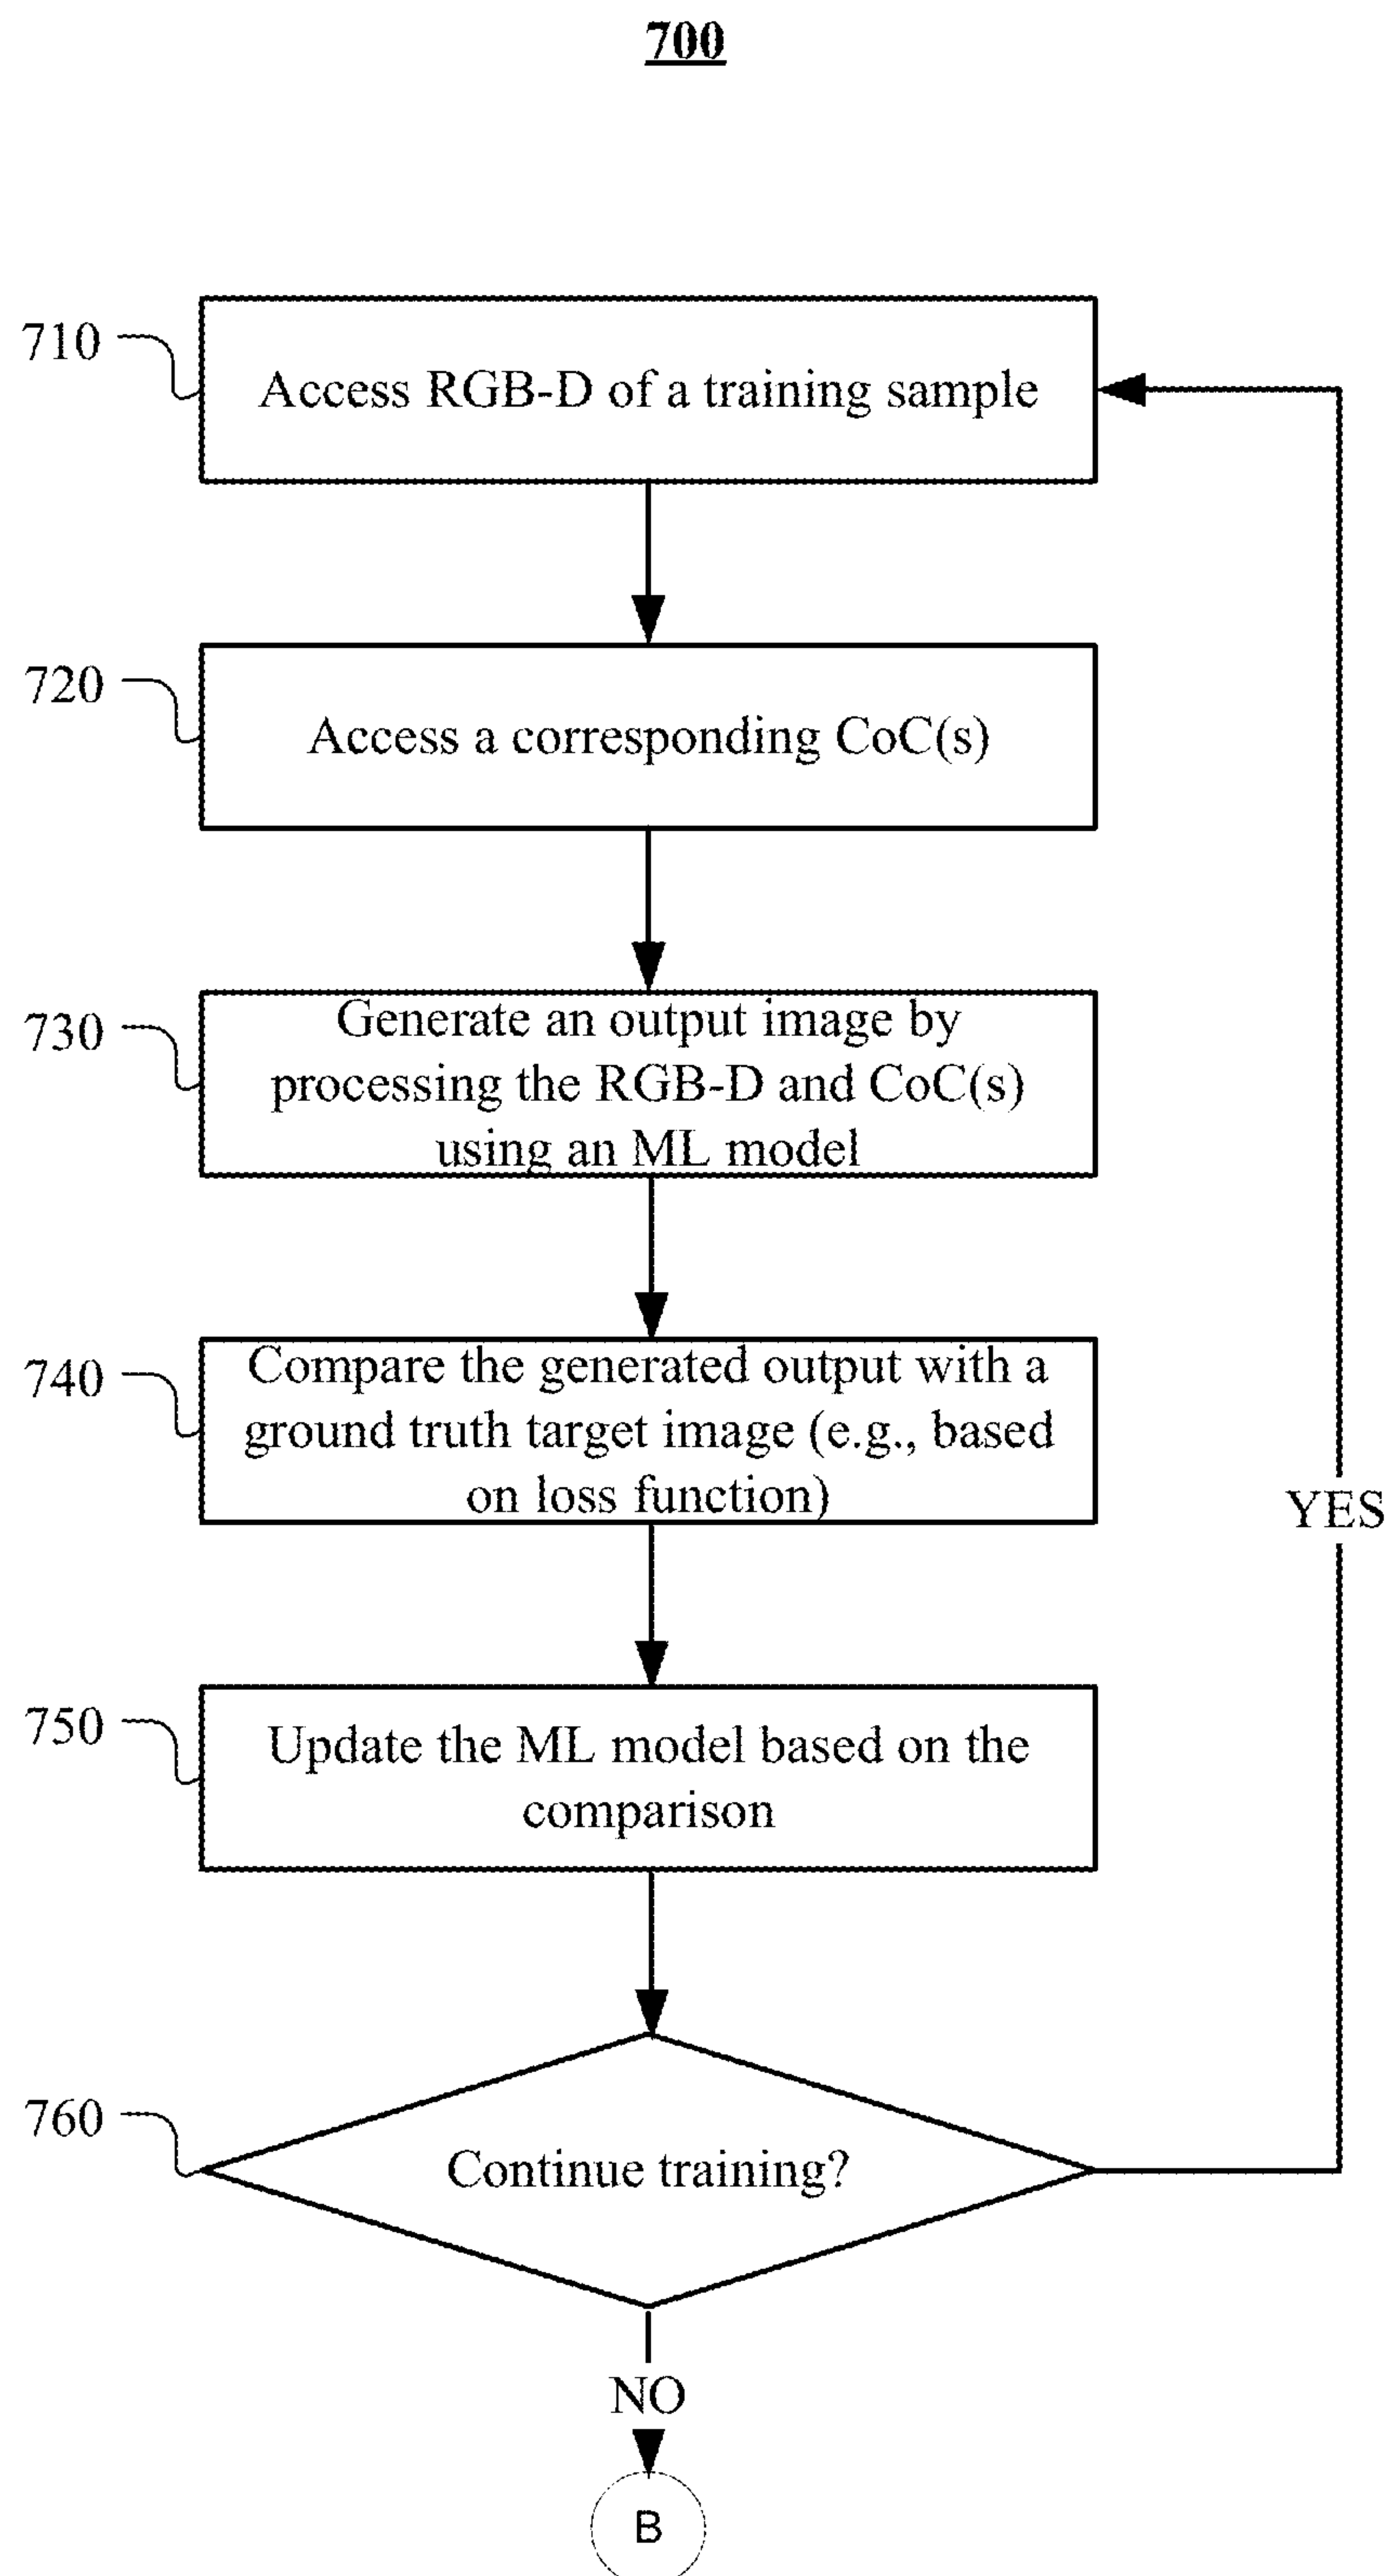 700
710
Access RGB-D of a training sample
720
Access a corresponding CoC(s)
730
Generate an output image by
processing the RGB-D and CoC(s)
using an ML model
740
Compare the generated output with a
ground truth target image (e.g., based
on loss function)
YES
750
Update the ML model based on the
comparison
760
Continue training?
NO
B